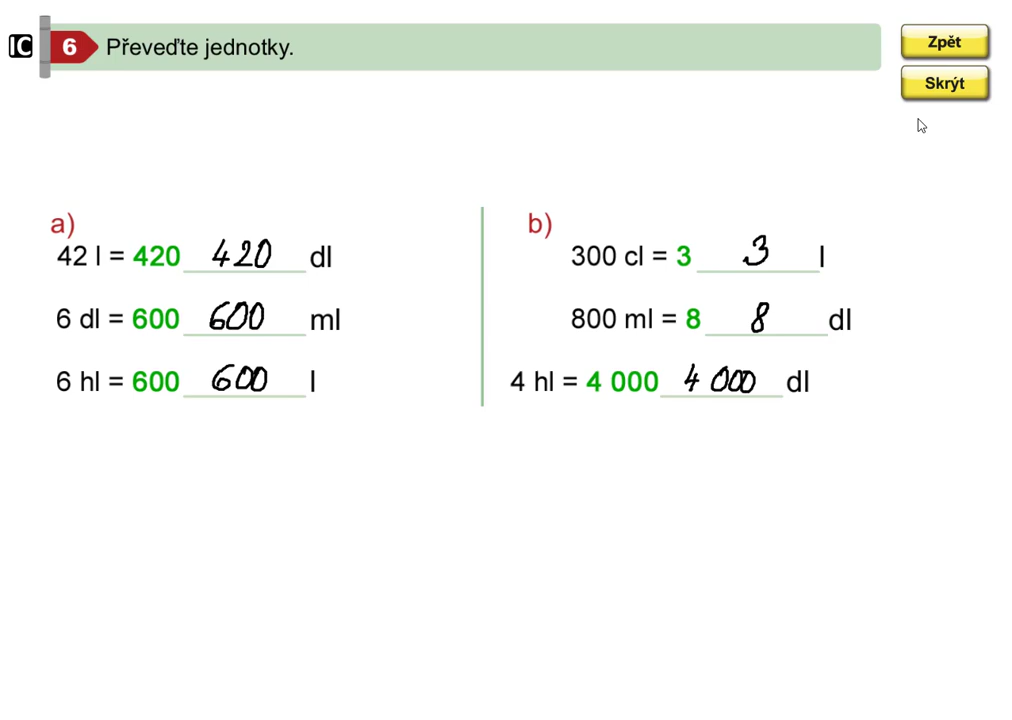 IC
6 Převeďte jednotky.
Zpět
Skrýt
a)
42 l = 420 420 dl
6 dl = 600 600 ml
6 hl = 600 600 l
b)
300 cl = 3 3 l
800 ml = 8 8 dl
4 hl = 4 000 4 000 dl